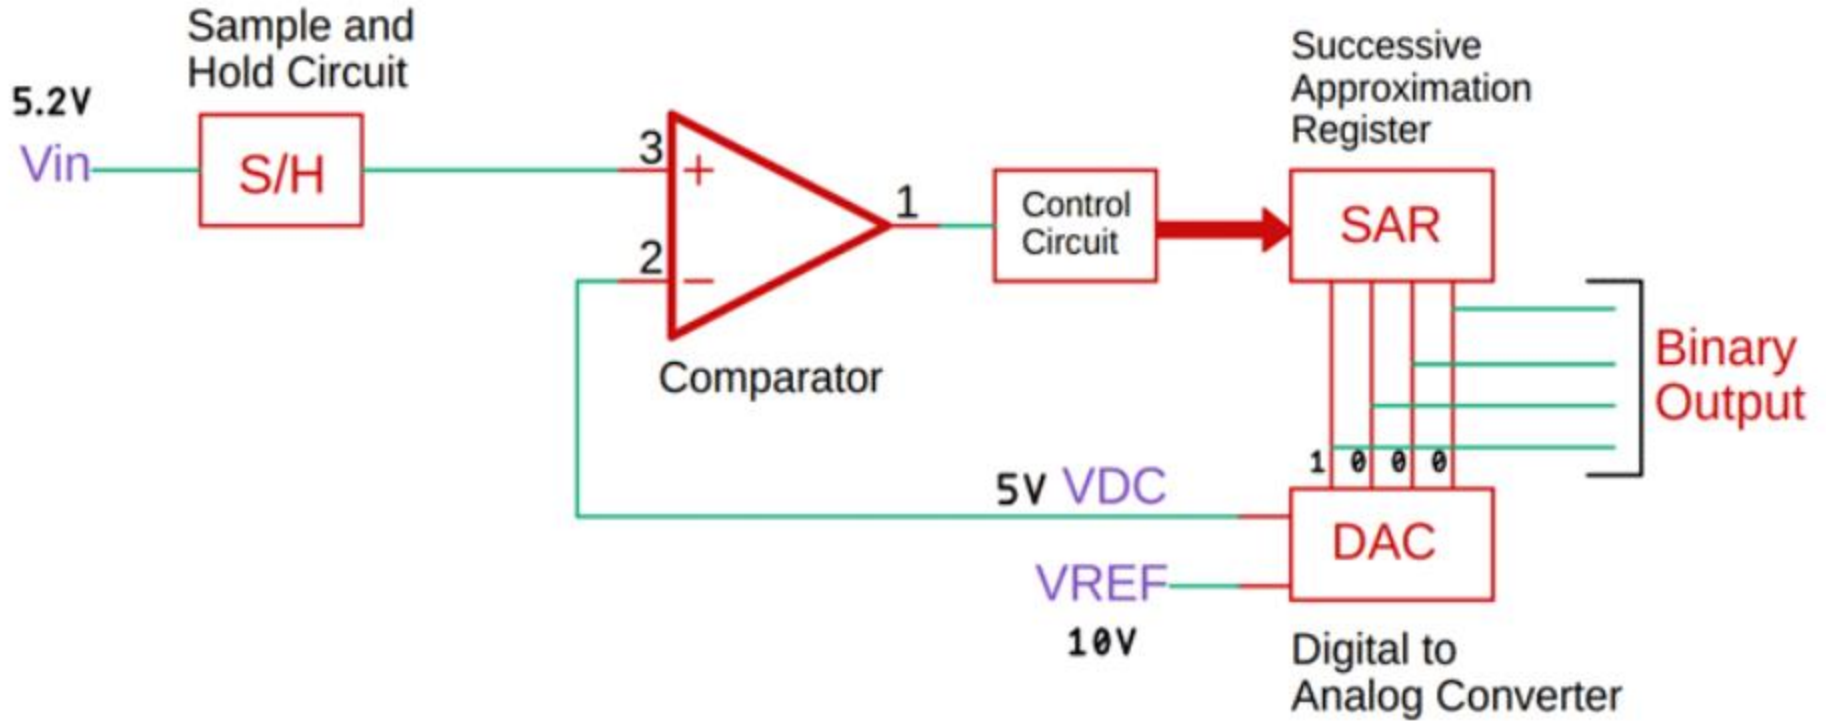 Sample and
Hold Circuit
5.2V
Vin
S/H
3
+
2
−
1
Comparator
Control
Circuit
Successive
Approximation
Register
SAR
Binary
Output
1 0 0 0
5V VDC
DAC
VREF
10V
Digital to
Analog Converter